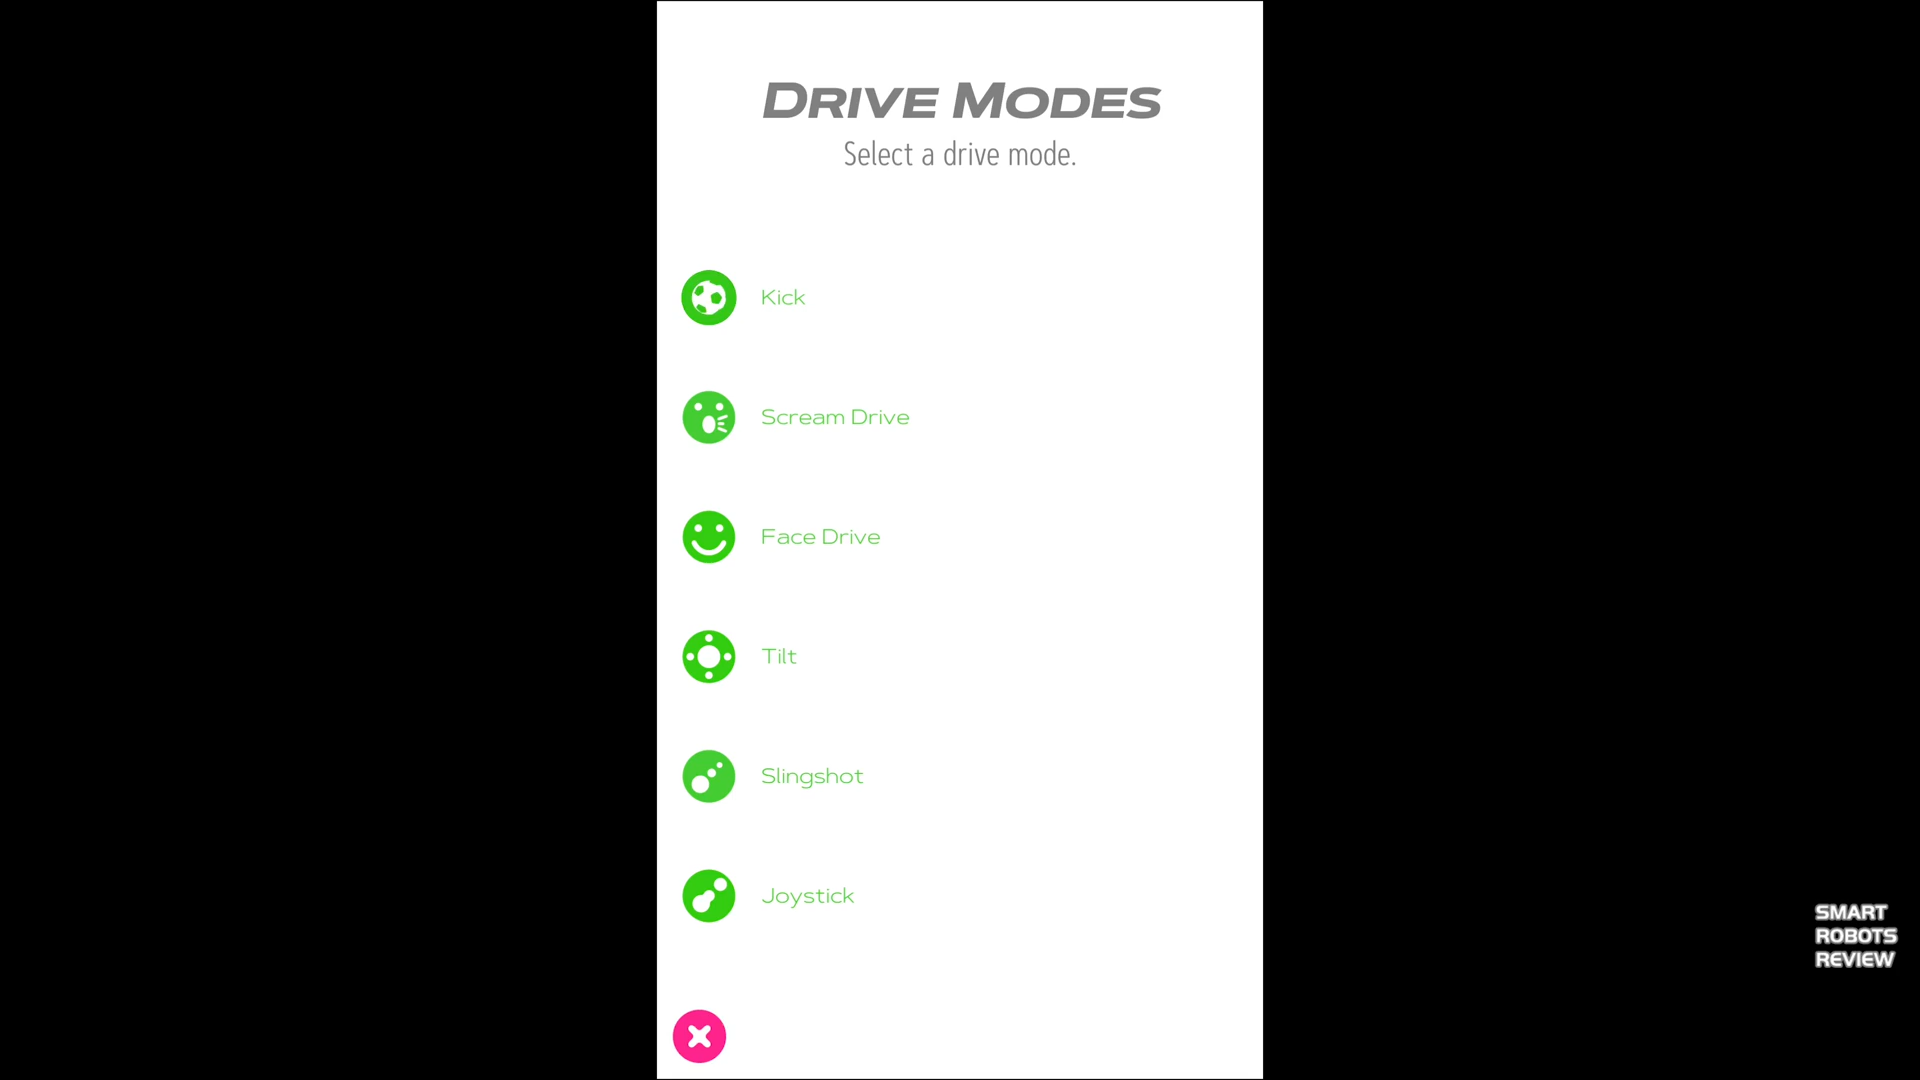 Drive Modes
Select a drive mode.
Kick
Scream Drive
Face Drive
Tilt
Slingshot
Joystick
SMART
ROBOTS
REVIEW